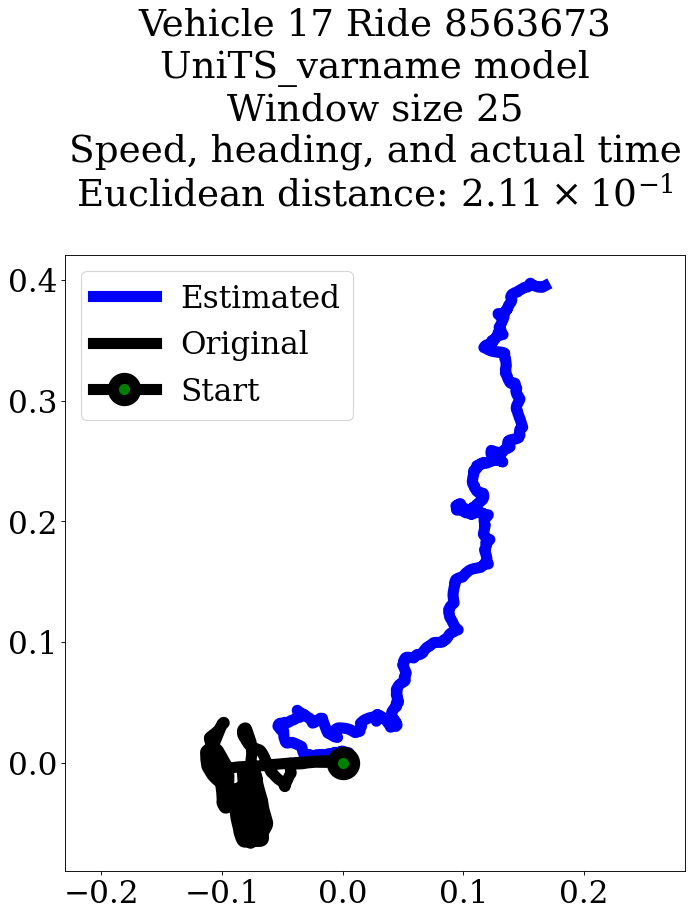 Vehicle 17 Ride 8563673
UniTS_varname model
Window size 25
Speed, heading, and actual time
Euclidean distance: 2.11 × 10⁻¹
Estimated
Original
Start
0.4
0.3
0.2
0.1
0.0
−0.2 −0.1 0.0 0.1 0.2